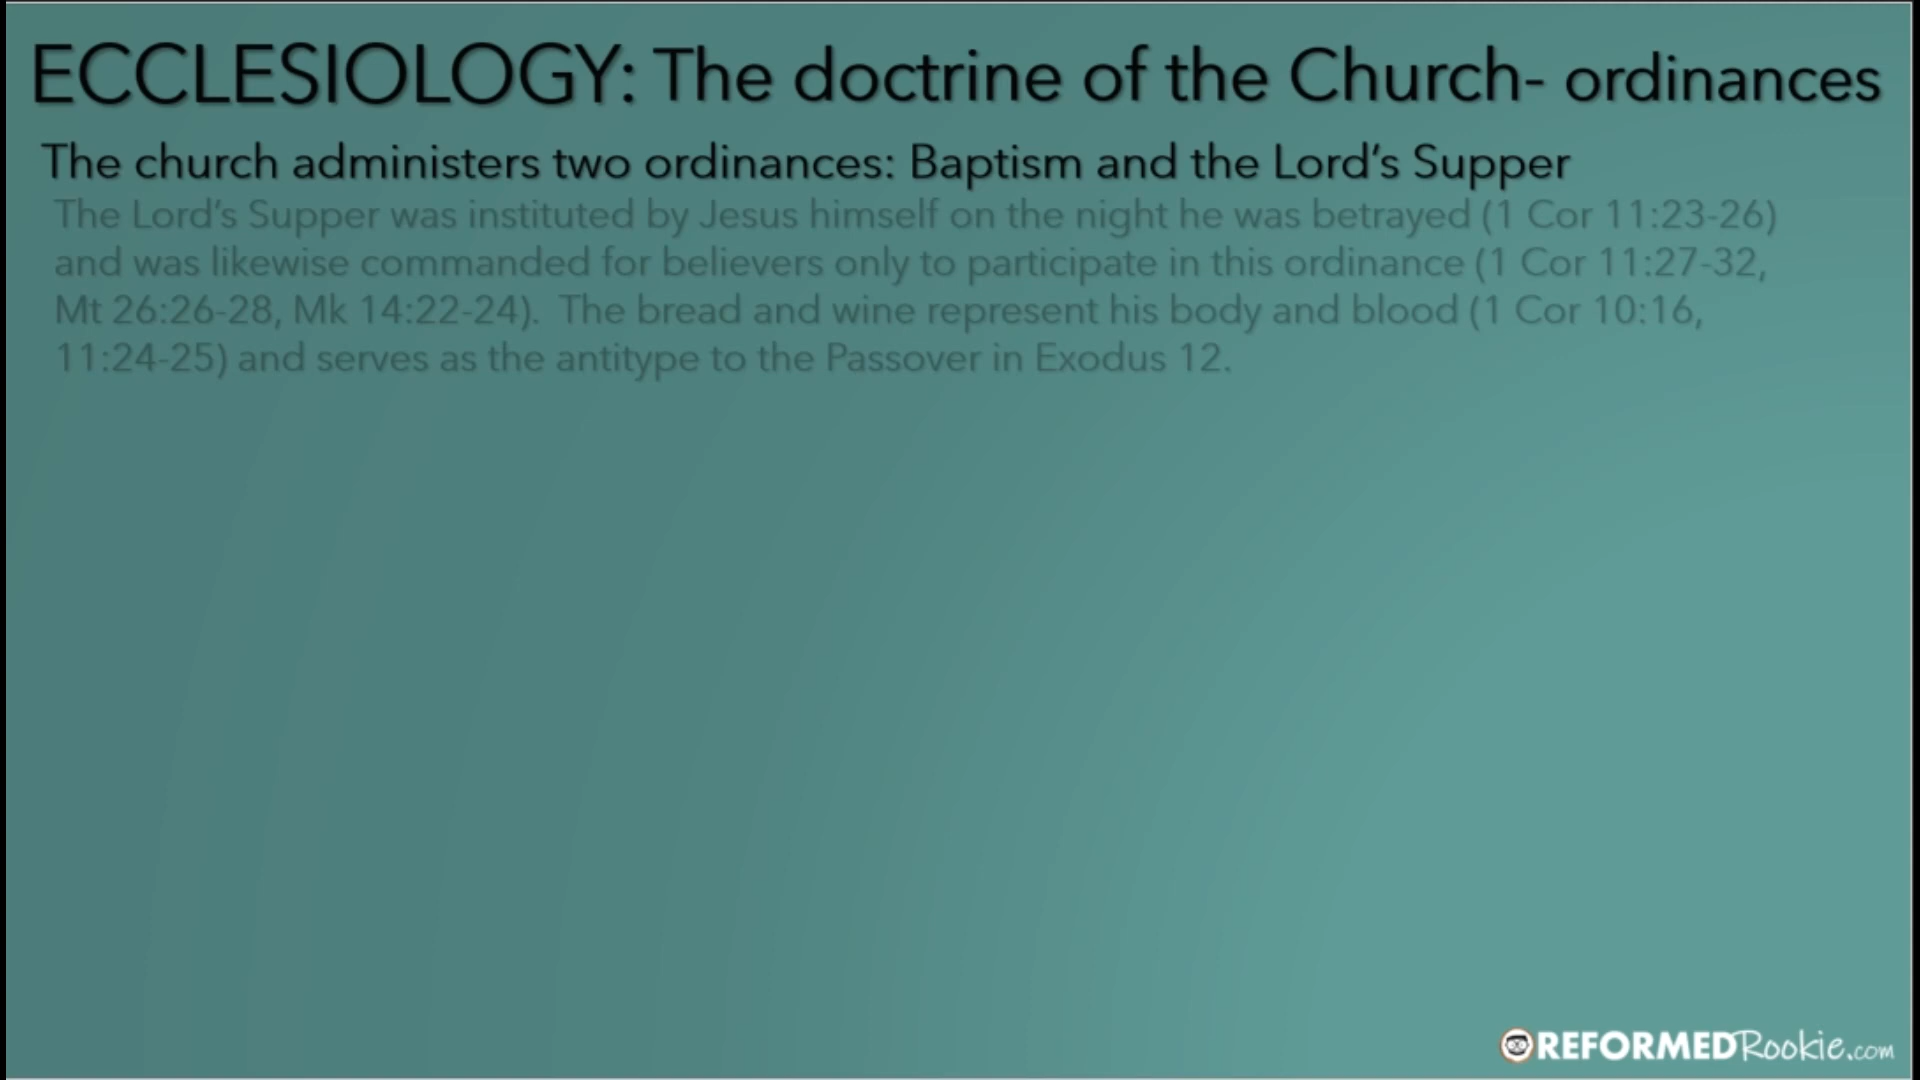 ECCLESIOLOGY: The doctrine of the Church- ordinances
The church administers two ordinances: Baptism and the Lord's Supper
The Lord's Supper was instituted by Jesus himself on the night he was betrayed (1 Cor 11:23-26)
and was likewise commanded for believers only to participate in this ordinance (1 Cor 11:27-32,
Mt 26:26-28, Mk 14:22-24).  The bread and wine represent his body and blood (1 Cor 10:16,
11:24-25) and serves as the antitype to the Passover in Exodus 12.
REFORMEDRookie.com